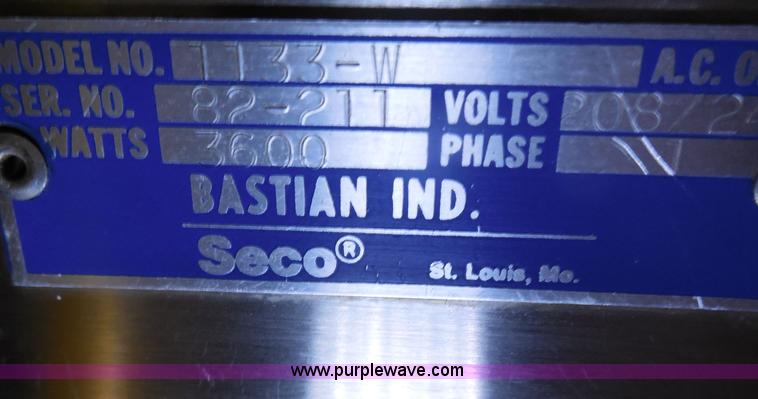 MODEL NO. 1133-W A.C. O
SER. NO. 82-211 VOLTS 208/24
WATTS 3600 PHASE
BASTIAN IND.
Seco®
St. Louis, Mo.
www.purplewave.com